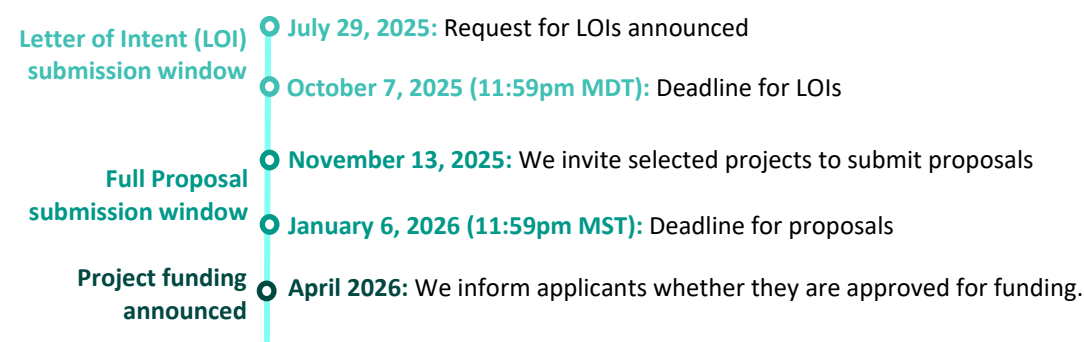 Letter of Intent (LOI)
submission window
July 29, 2025: Request for LOIs announced
October 7, 2025 (11:59pm MDT): Deadline for LOIs
Full Proposal
submission window
November 13, 2025: We invite selected projects to submit proposals
January 6, 2026 (11:59pm MST): Deadline for proposals
Project funding
announced
April 2026: We inform applicants whether they are approved for funding.